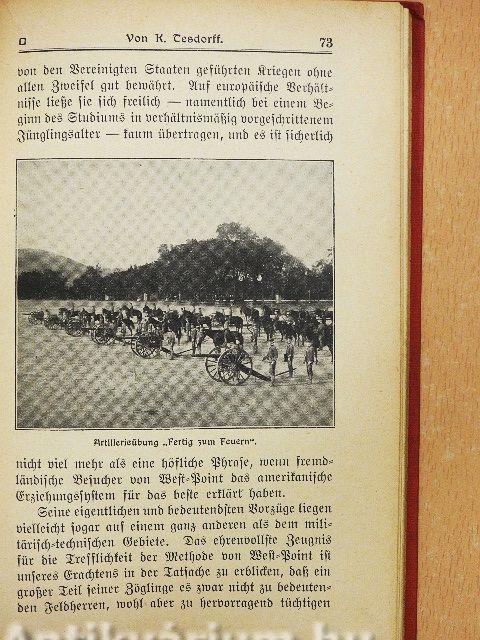 Von K. Tesdorff.
73
von den Vereinigten Staaten geführten Kriegen ohne
allen Zweifel gut bewährt. Auf europäische Verhält-
nisse ließe sie sich freilich — namentlich bei einem Be-
ginn des Studiums in verhältnismäßig vorgeschrittenem
Jünglingsalter — kaum übertragen, und es ist sicherlich
Artillerieübung „Fertig zum Feuern“.
nicht viel mehr als eine höfliche Phrase, wenn fremd-
ländische Besucher von West-Point das amerikanische
Erziehungssystem für das beste erklärt haben.
Seine eigentlichen und bedeutendsten Vorzüge liegen
vielleicht sogar auf einem ganz anderen als dem mili-
tärisch-technischen Gebiete. Das ehrenvollste Zeugnis
für die Trefflichkeit der Methode von West-Point ist
unseres Erachtens in der Tatsache zu erblicken, daß ein
großer Teil seiner Zöglinge es zwar nicht zu bedeuten-
den Feldherren, wohl aber zu hervorragend tüchtigen
Antikvárium.hu